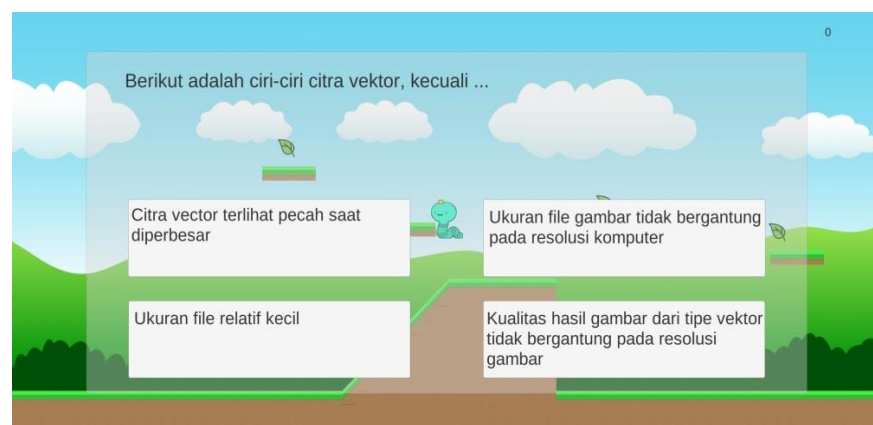 0
Berikut adalah ciri-ciri citra vektor, kecuali ...
Citra vector terlihat pecah saat
diperbesar
Ukuran file gambar tidak bergantung
pada resolusi komputer
Ukuran file relatif kecil
Kualitas hasil gambar dari tipe vektor
tidak bergantung pada resolusi
gambar